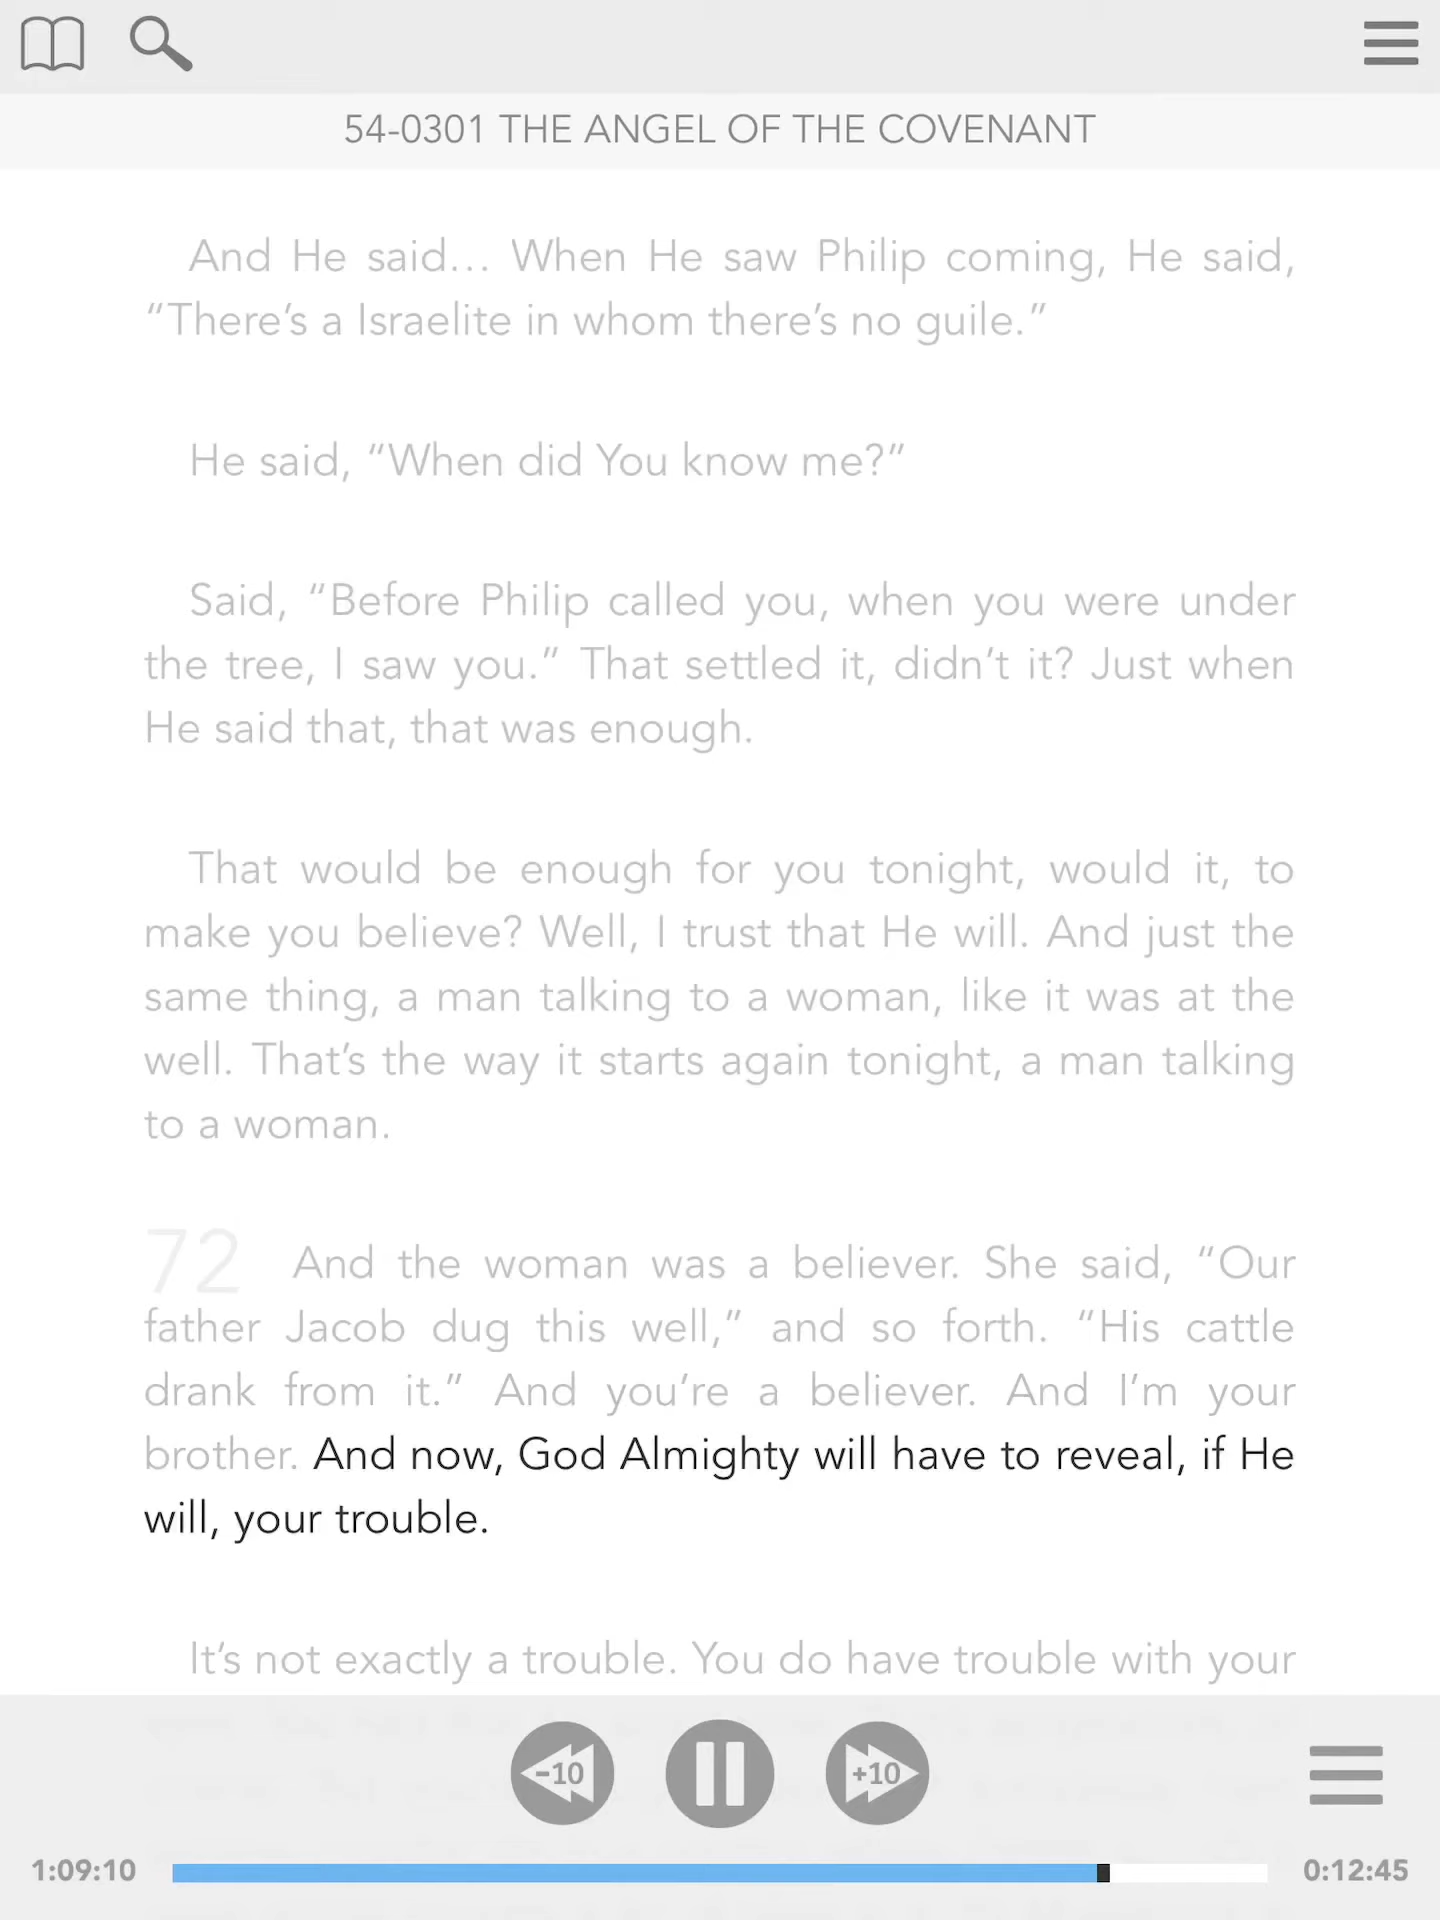 54-0301 THE ANGEL OF THE COVENANT
And He said… When He saw Philip coming, He said,
“There’s a Israelite in whom there’s no guile.”
He said, “When did You know me?”
Said, “Before Philip called you, when you were under
the tree, I saw you.” That settled it, didn’t it? Just when
He said that, that was enough.
That would be enough for you tonight, would it, to
make you believe? Well, I trust that He will. And just the
same thing, a man talking to a woman, like it was at the
well. That’s the way it starts again tonight, a man talking
to a woman.
72 And the woman was a believer. She said, “Our
father Jacob dug this well,” and so forth. “His cattle
drank from it.” And you’re a believer. And I’m your
brother. And now, God Almighty will have to reveal, if He
will, your trouble.
It’s not exactly a trouble. You do have trouble with your
-10 +10
1:09:10 0:12:45